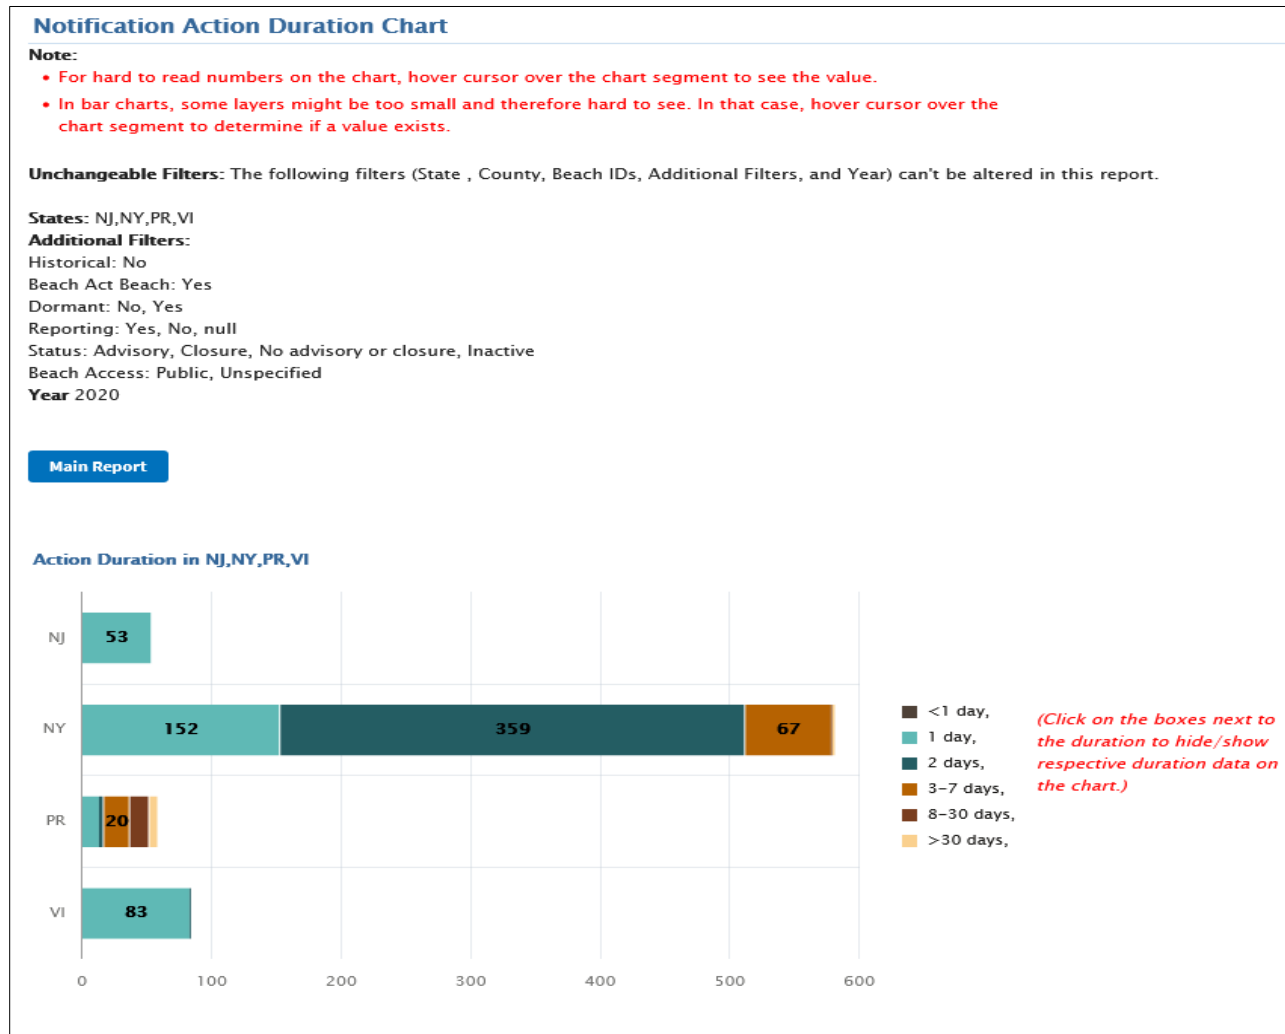 Notification Action Duration Chart
Note:
• For hard to read numbers on the chart, hover cursor over the chart segment to see the value.
• In bar charts, some layers might be too small and therefore hard to see. In that case, hover cursor over the
chart segment to determine if a value exists.
Unchangeable Filters: The following filters (State , County, Beach IDs, Additional Filters, and Year) can't be altered in this report.
States: NJ,NY,PR,VI
Additional Filters:
Historical: No
Beach Act Beach: Yes
Dormant: No, Yes
Reporting: Yes, No, null
Status: Advisory, Closure, No advisory or closure, Inactive
Beach Access: Public, Unspecified
Year 2020
Main Report
Action Duration in NJ,NY,PR,VI
NJ 53
NY 152 359 67
PR 20
VI 83
0 100 200 300 400 500 600
<1 day,
1 day,
2 days,
3-7 days,
8-30 days,
>30 days,
(Click on the boxes next to
the duration to hide/show
respective duration data on
the chart.)